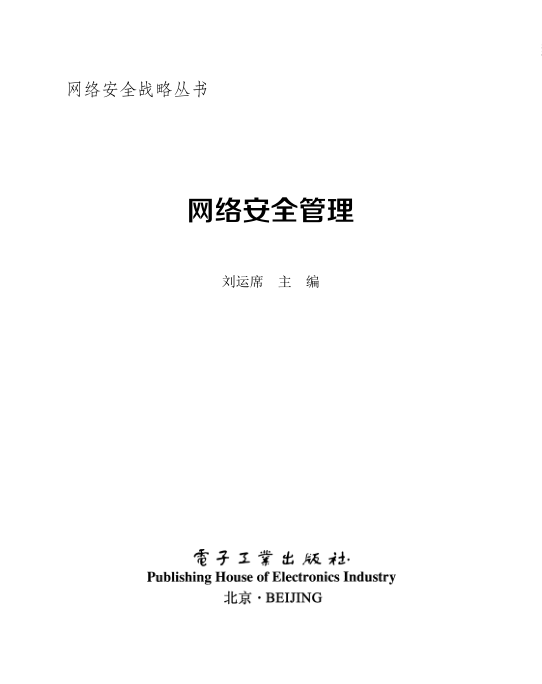 网络安全战略丛书
网络安全管理
刘运席 主 编
電子工業出版社·
Publishing House of Electronics Industry
北京·BEIJING